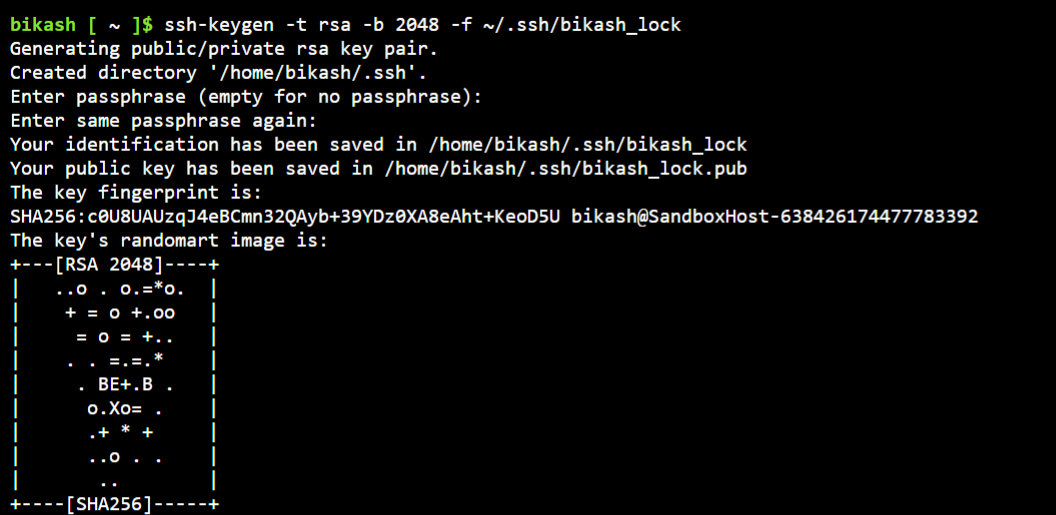 bikash [ ~ ]$ ssh-keygen -t rsa -b 2048 -f ~/.ssh/bikash_lock
Generating public/private rsa key pair.
Created directory '/home/bikash/.ssh'.
Enter passphrase (empty for no passphrase):
Enter same passphrase again:
Your identification has been saved in /home/bikash/.ssh/bikash_lock
Your public key has been saved in /home/bikash/.ssh/bikash_lock.pub
The key fingerprint is:
SHA256:c0U8UAUzqJ4eBCmn32QAyb+39YDz0XA8eAht+KeoD5U bikash@SandboxHost-638426174477783392
The key's randomart image is:
+---[RSA 2048]----+
|    ..o . o.=*o.  |
|     + = o +.oo   |
|      = o = +..   |
|     . . =.=.*    |
|      . BE+.B .   |
|       o.Xo= .    |
|       .+ * +     |
|       ..o . .    |
|        ..        |
+----[SHA256]-----+